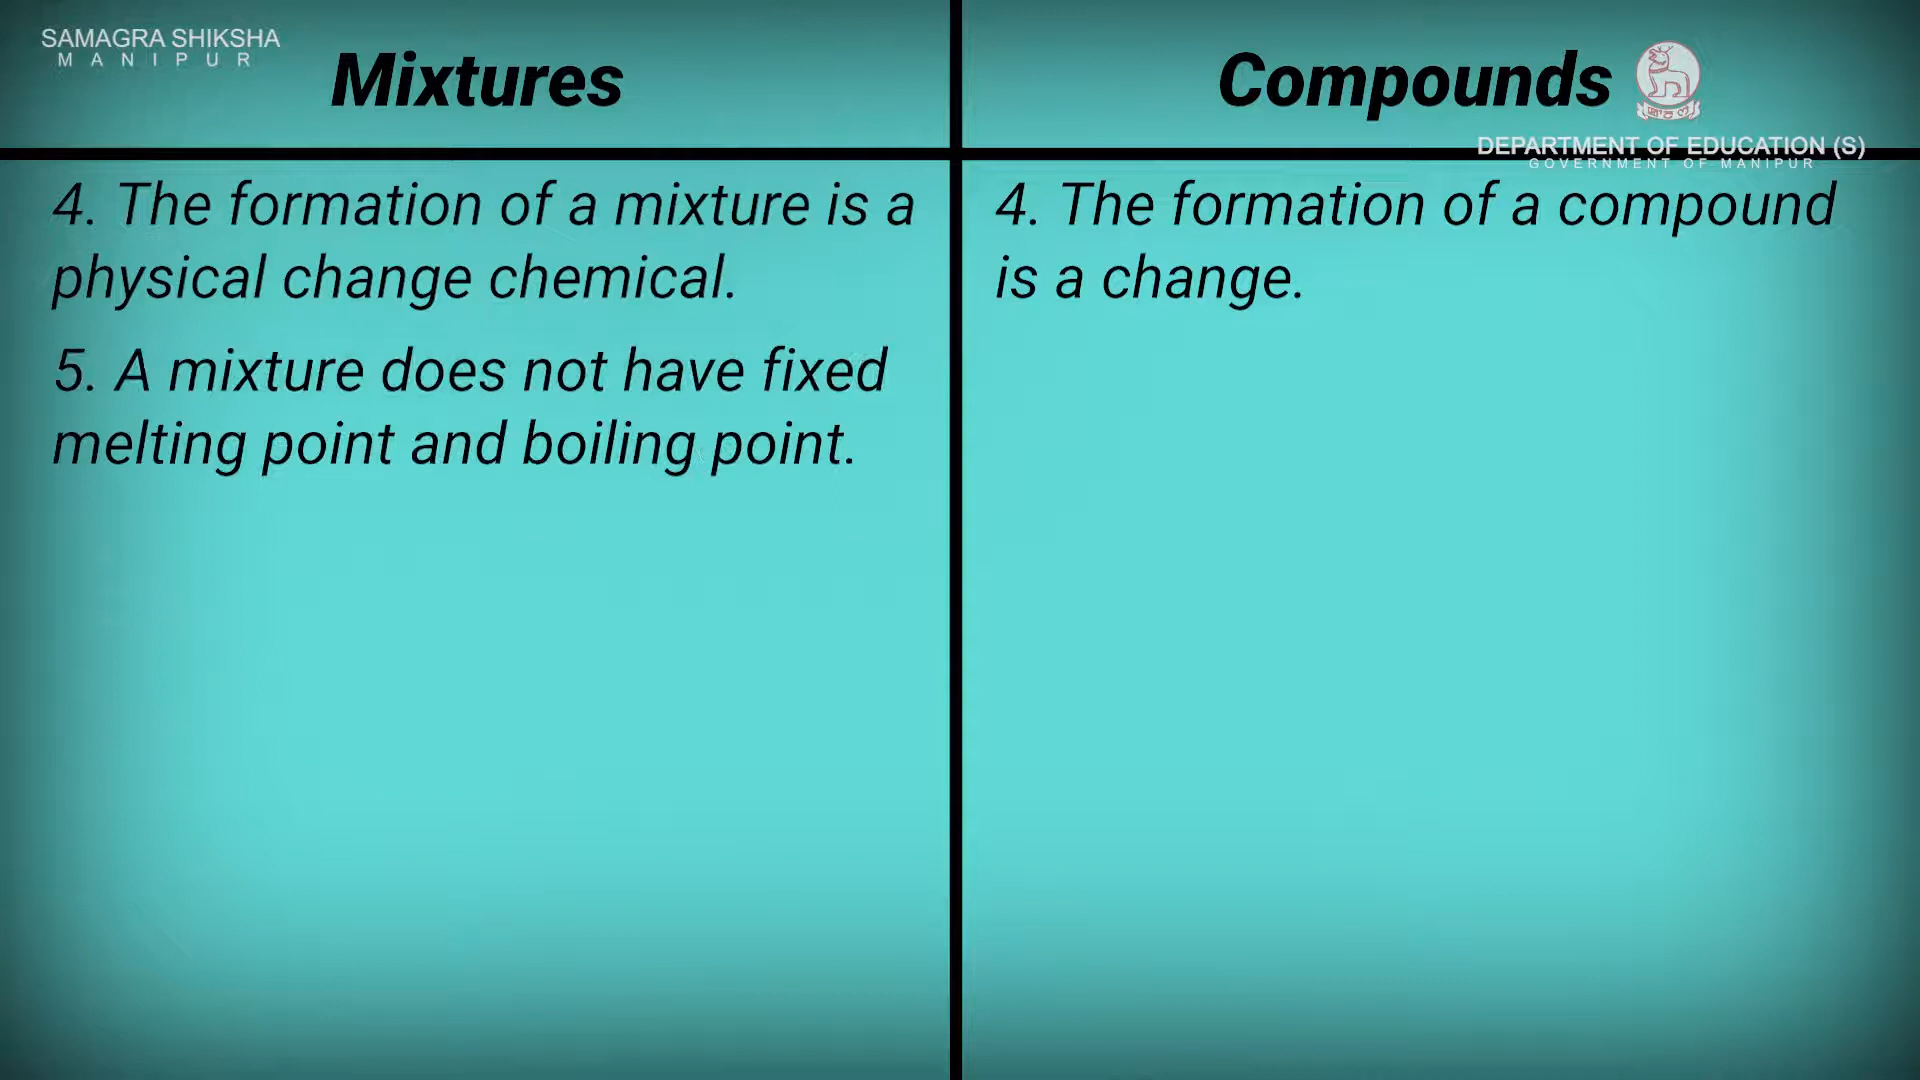 SAMAGRA SHIKSHA
MANIPUR
Mixtures
Compounds
DEPARTMENT OF EDUCATION (S)
GOVERNMENT OF MANIPUR
4. The formation of a mixture is a
physical change chemical.
5. A mixture does not have fixed
melting point and boiling point.
4. The formation of a compound
is a change.